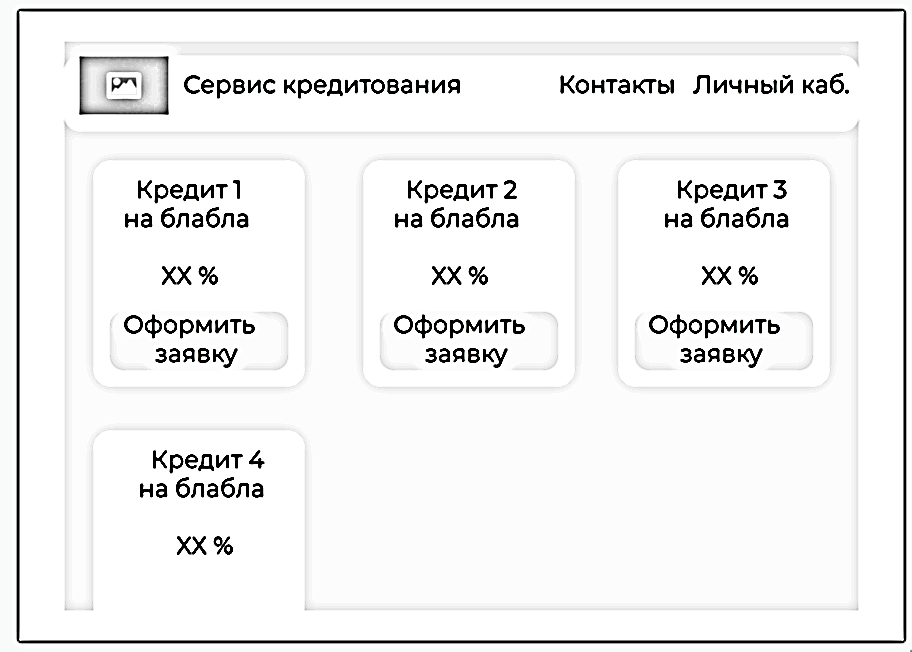 Сервис кредитования Контакты Личный каб.
Кредит 1
на блабла
XX %
Оформить
заявку
Кредит 2
на блабла
XX %
Оформить
заявку
Кредит 3
на блабла
XX %
Оформить
заявку
Кредит 4
на блабла
XX %